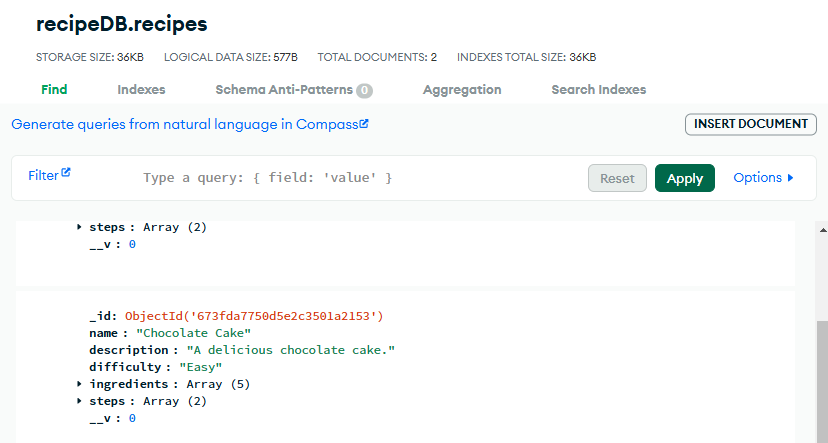 recipeDB.recipes
STORAGE SIZE: 36KB LOGICAL DATA SIZE: 577B TOTAL DOCUMENTS: 2 INDEXES TOTAL SIZE: 36KB
Find Indexes Schema Anti-Patterns 0 Aggregation Search Indexes
Generate queries from natural language in Compass
INSERT DOCUMENT
Filter Type a query: { field: 'value' } Reset Apply Options
steps : Array (2)
__v : 0
_id: ObjectId('673fda7750d5e2c3501a2153')
name : "Chocolate Cake"
description : "A delicious chocolate cake."
difficulty : "Easy"
ingredients : Array (5)
steps : Array (2)
__v : 0